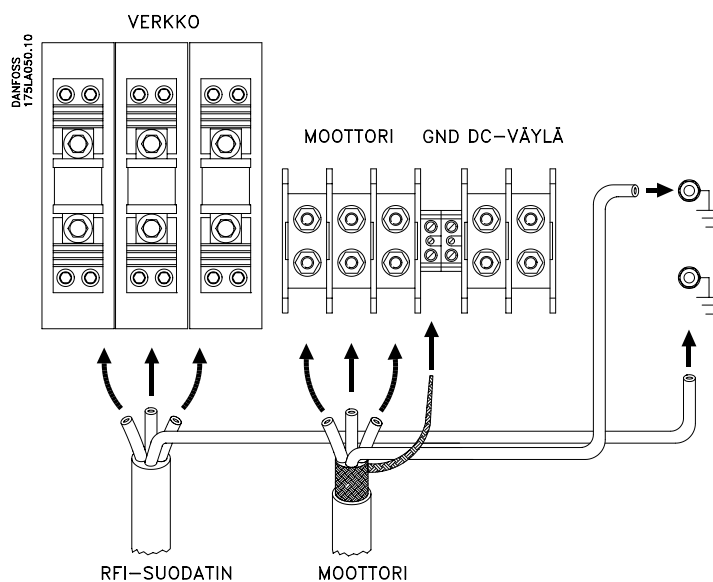 VERKKO
DANFOSS
175LA050.10
MOOTTORI
GND DC-VÄYLÄ
RFI-SUODATIN
MOOTTORI